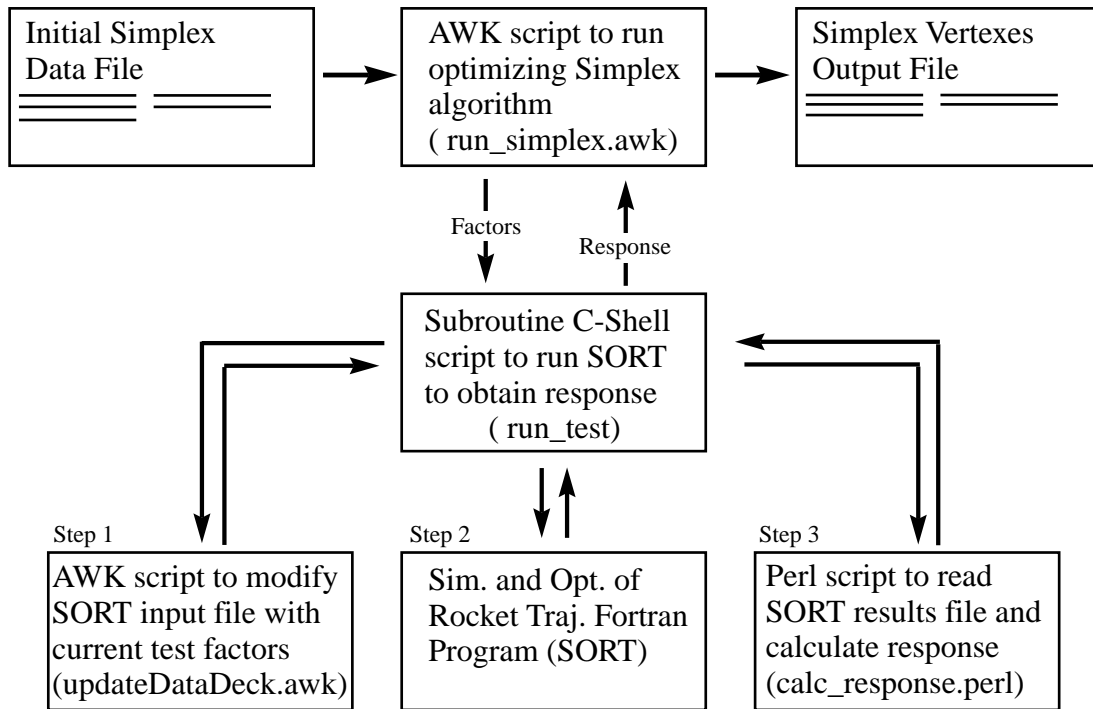 Initial Simplex
Data File
AWK script to run
optimizing Simplex
algorithm
( run_simplex.awk)
Simplex Vertexes
Output File
Factors
Response
Subroutine C-Shell
script to run SORT
to obtain response
( run_test)
Step 1
AWK script to modify
SORT input file with
current test factors
(updateDataDeck.awk)
Step 2
Sim. and Opt. of
Rocket Traj. Fortran
Program (SORT)
Step 3
Perl script to read
SORT results file and
calculate response
(calc_response.perl)